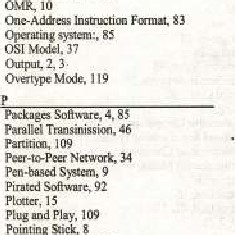 OMR, 10
One-Address Instruction Format, 83
Operating system:, 85
OSI Model, 37
Output, 2, 3
Overtype Mode, 119
P
Packages Software, 4, 85
Parallel Transinission, 46
Partition, 109
Peer-to-Peer Network, 34
Pen-based System, 9
Pirated Software, 92
Plotter, 15
Plug and Play, 109
Pointing Stick, 8